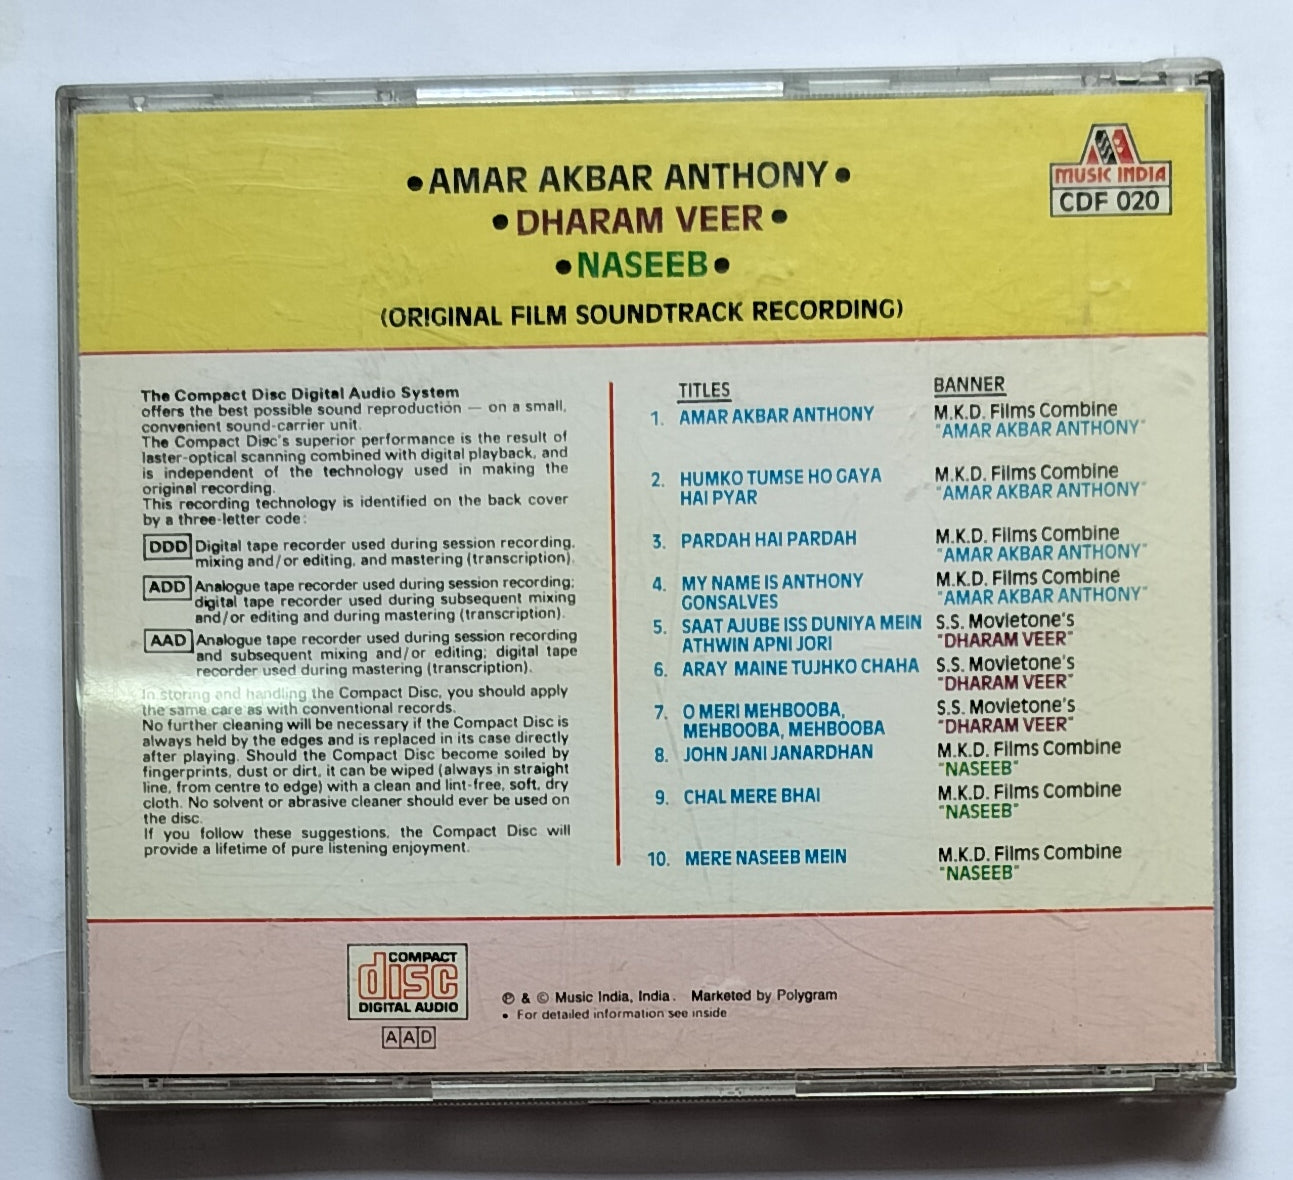 •AMAR AKBAR ANTHONY•
•DHARAM VEER•
•NASEEB•
(ORIGINAL FILM SOUNDTRACK RECORDING)
MUSIC INDIA
CDF 020
The Compact Disc Digital Audio System
offers the best possible sound reproduction — on a small,
convenient sound-carrier unit.
The Compact Disc's superior performance is the result of
laster-optical scanning combined with digital playback, and
is independent of the technology used in making the
original recording.
This recording technology is identified on the back cover
by a three-letter code:
DDD Digital tape recorder used during session recording,
mixing and/or editing, and mastering (transcription).
ADD Analogue tape recorder used during session recording;
digital tape recorder used during subsequent mixing
and/or editing and during mastering (transcription).
AAD Analogue tape recorder used during session recording
and subsequent mixing and/or editing; digital tape
recorder used during mastering (transcription).
In storing and handling the Compact Disc, you should apply
the same care as with conventional records.
No further cleaning will be necessary if the Compact Disc is
always held by the edges and is replaced in its case directly
after playing. Should the Compact Disc become soiled by
fingerprints, dust or dirt, it can be wiped (always in straight
line, from centre to edge) with a clean and lint-free, soft, dry
cloth. No solvent or abrasive cleaner should ever be used on
the disc.
If you follow these suggestions, the Compact Disc will
provide a lifetime of pure listening enjoyment.
TITLES BANNER
1. AMAR AKBAR ANTHONY M.K.D. Films Combine
"AMAR AKBAR ANTHONY"
2. HUMKO TUMSE HO GAYA M.K.D. Films Combine
HAI PYAR "AMAR AKBAR ANTHONY"
3. PARDAH HAI PARDAH M.K.D. Films Combine
"AMAR AKBAR ANTHONY"
4. MY NAME IS ANTHONY M.K.D. Films Combine
GONSALVES "AMAR AKBAR ANTHONY"
5. SAAT AJUBE ISS DUNIYA MEIN S.S. Movietone's
ATHWIN APNI JORI "DHARAM VEER"
6. ARAY MAINE TUJHKO CHAHA S.S. Movietone's
"DHARAM VEER"
7. O MERI MEHBOOBA, S.S. Movietone's
MEHBOOBA, MEHBOOBA "DHARAM VEER"
8. JOHN JANI JANARDHAN M.K.D. Films Combine
"NASEEB"
9. CHAL MERE BHAI M.K.D. Films Combine
"NASEEB"
10. MERE NASEEB MEIN M.K.D. Films Combine
"NASEEB"
COMPACT
disc
DIGITAL AUDIO
AAD
℗ & © Music India, India. Marketed by Polygram
• For detailed information see inside